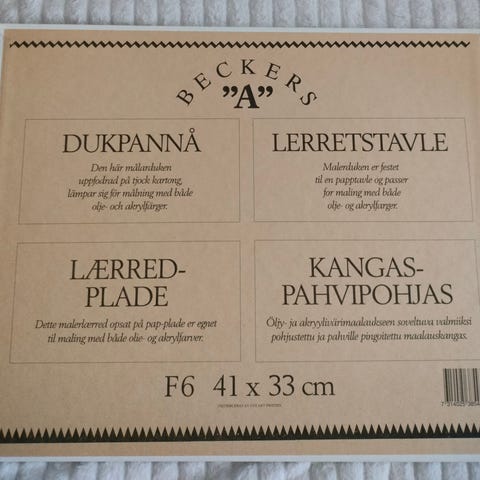 BECKERS
"A"
DUKPANNÅ
Den här målarduken
uppfodrad på tjock kartong,
lämpar sig för målning med både
olje- och akrylfärger.
LERRETSTAVLE
Malerduken er festet
til en papptavle og passer
for maling med både
olje- og akrylfarger.
LÆRRED-
PLADE
Dette malerlærred opsat på pap-plade er egnet
til maling med både olie- og akrylfarver.
KANGAS-
PAHVIPOHJAS
Öljy- ja akryylivärimaalaukseen soveltuva valmiiksi
pohjustettu ja pahville pingoitettu maalauskangas.
F6 41 x 33 cm